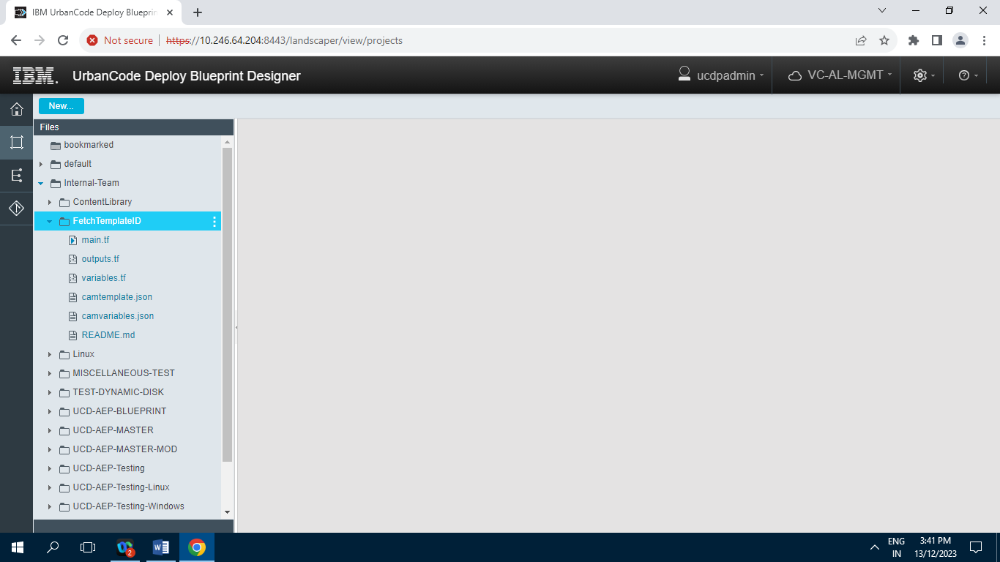 IBM UrbanCode Deploy Blueprin
Not secure https://10.246.64.204:8443/landscaper/view/projects
IBM. UrbanCode Deploy Blueprint Designer ucdpadmin VC-AL-MGMT
New...
Files
bookmarked
default
Internal-Team
ContentLibrary
FetchTemplateID
main.tf
outputs.tf
variables.tf
camtemplate.json
camvariables.json
README.md
Linux
MISCELLANEOUS-TEST
TEST-DYNAMIC-DISK
UCD-AEP-BLUEPRINT
UCD-AEP-MASTER
UCD-AEP-MASTER-MOD
UCD-AEP-Testing
UCD-AEP-Testing-Linux
UCD-AEP-Testing-Windows
2
ENG
IN
3:41 PM
13/12/2023